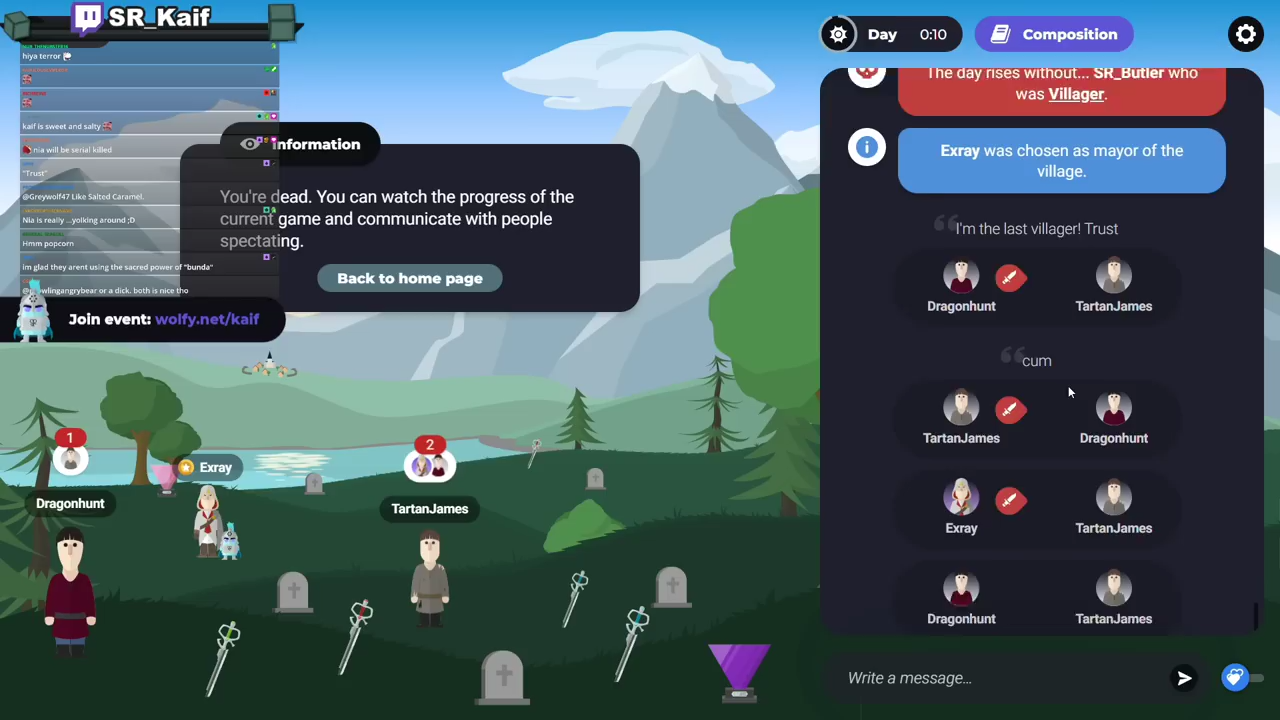 SR_Kaif
hiya terror
kaif is sweet and salty
nia will be serial killed
"Trust"
@Greywolf47 Like Salted Caramel.
Nia is really ...yolking around ;D
Hmm popcorn
im glad they arent using the sacred power of "bunda"
or a dick. both is nice tho
Join event: wolfy.net/kaif
Information
You're dead. You can watch the progress of the
current game and communicate with people
spectating.
Back to home page
Day 0:10
Composition
The day rises without... SR_Butler who
was Villager.
Exray was chosen as mayor of the
village.
I'm the last villager! Trust
Dragonhunt TartanJames
cum
TartanJames Dragonhunt
Exray TartanJames
Dragonhunt TartanJames
Write a message...
1
Dragonhunt
Exray
2
TartanJames